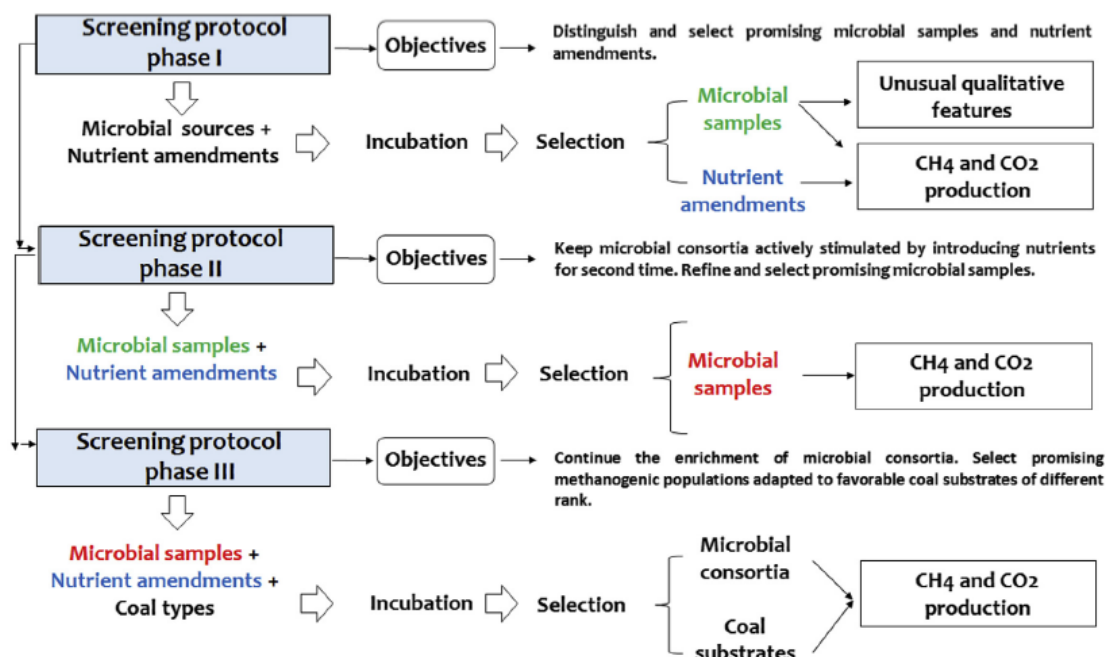 Screening protocol
phase I
Objectives
Distinguish and select promising microbial samples and nutrient
amendments.
Microbial sources +
Nutrient amendments
Incubation
Selection
Microbial
samples
Nutrient
amendments
Unusual qualitative
features
CH4 and CO2
production
Screening protocol
phase II
Objectives
Keep microbial consortia actively stimulated by introducing nutrients
for second time. Refine and select promising microbial samples.
Microbial samples +
Nutrient amendments
Incubation
Selection
Microbial
samples
CH4 and CO2
production
Screening protocol
phase III
Objectives
Continue the enrichment of microbial consortia. Select promising
methanogenic populations adapted to favorable coal substrates of different
rank.
Microbial samples +
Nutrient amendments +
Coal types
Incubation
Selection
Microbial
consortia
Coal
substrates
CH4 and CO2
production